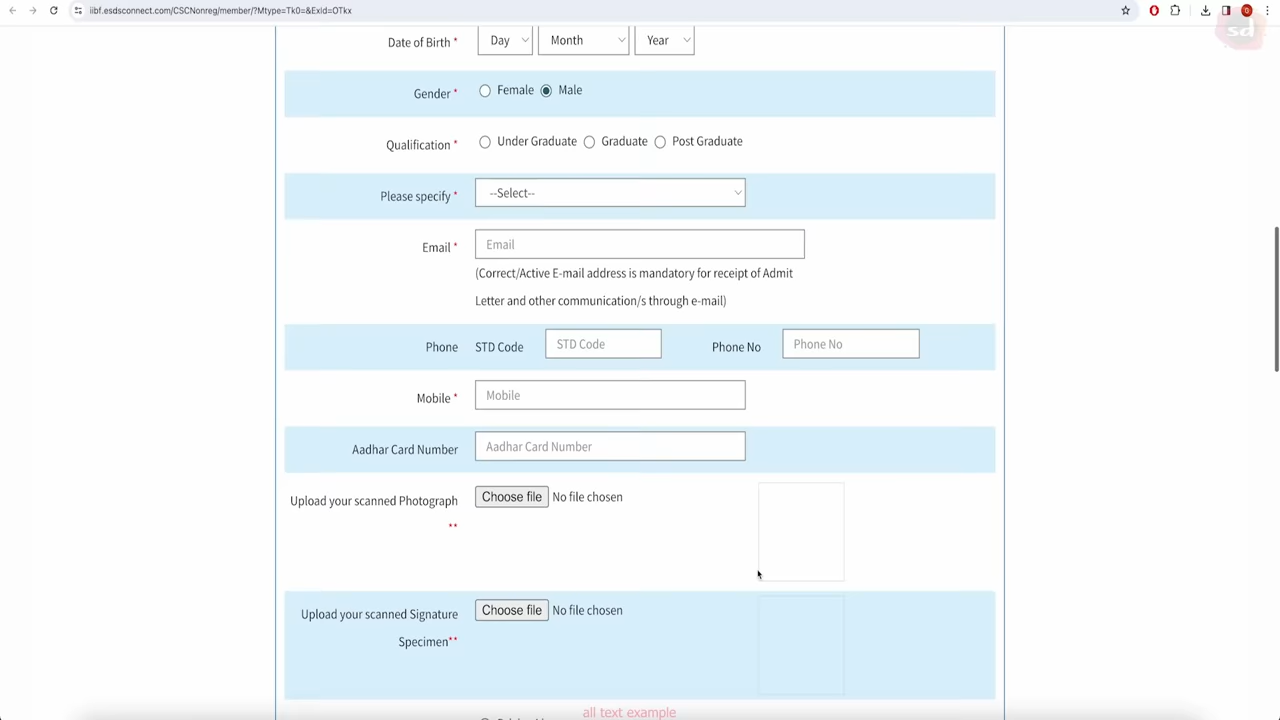 iibf.esdsconnect.com/CSCNonreg/member/?Mtype=Tk0=&ExId=OTkx
sd
Date of Birth * Day Month Year
Gender * Female Male
Qualification * Under Graduate Graduate Post Graduate
Please specify * --Select--
Email * Email
(Correct/Active E-mail address is mandatory for receipt of Admit
Letter and other communication/s through e-mail)
Phone STD Code STD Code Phone No Phone No
Mobile * Mobile
Aadhar Card Number Aadhar Card Number
Upload your scanned Photograph Choose file No file chosen
**
Upload your scanned Signature Choose file No file chosen
Specimen**
all text example